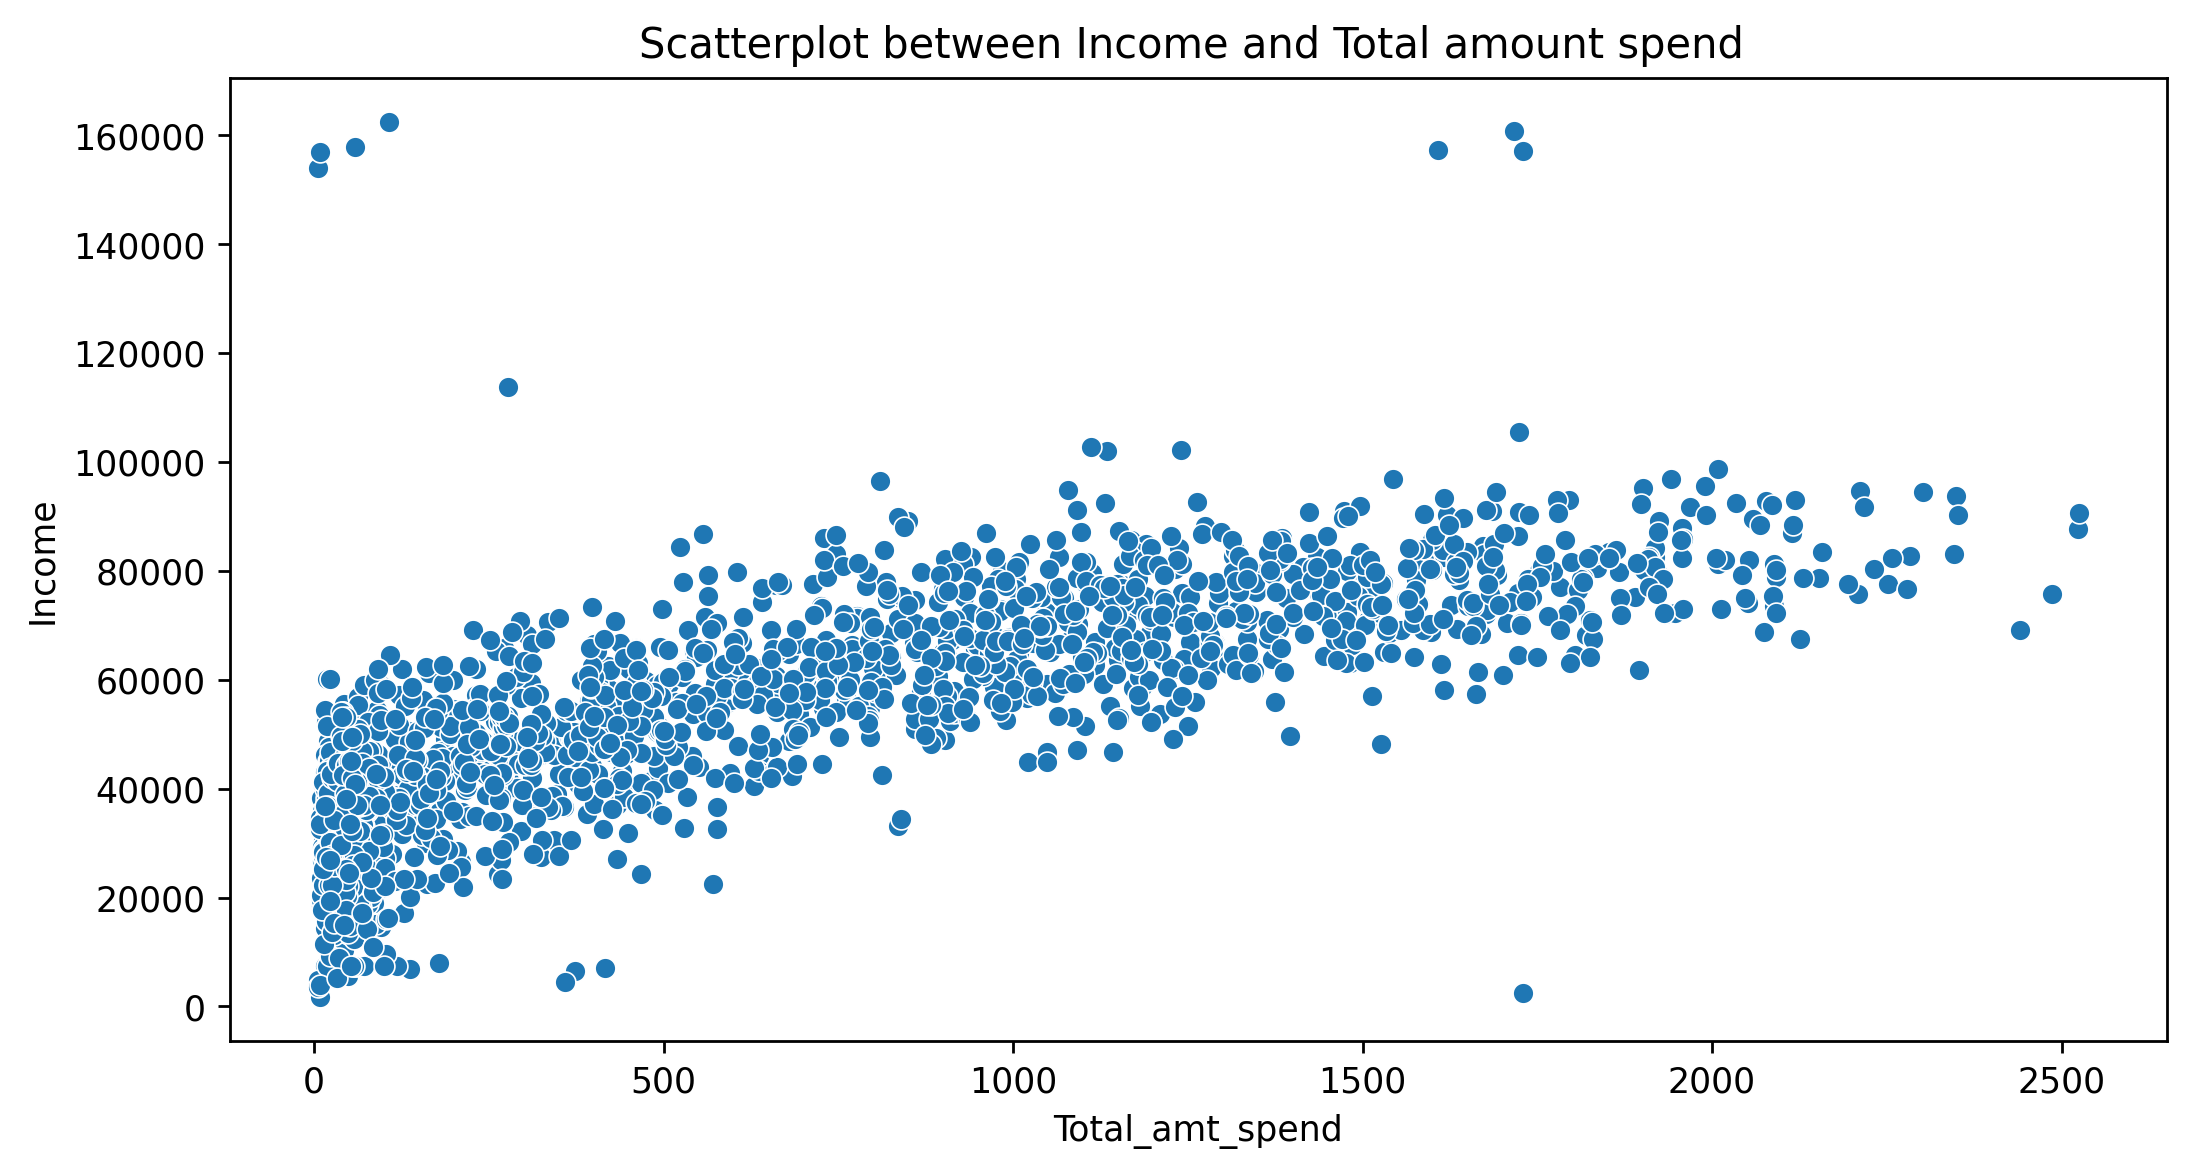 Scatterplot between Income and Total amount spend
160000
140000
120000
100000
80000
60000
40000
20000
0
Income
0 500 1000 1500 2000 2500
Total_amt_spend